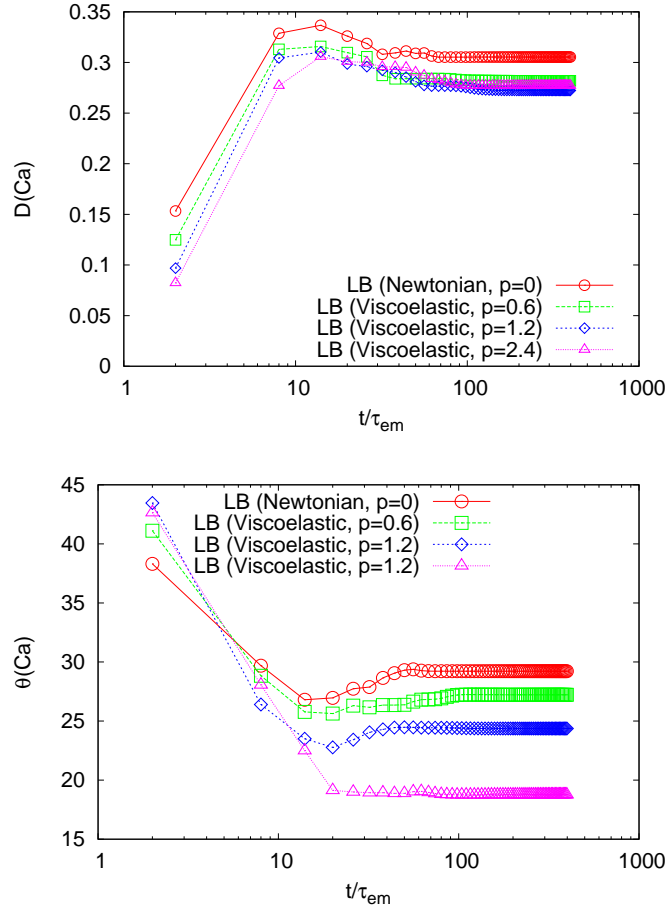 0.35
0.3
0.25
0.2
0.15
0.1
0.05
0
D(Ca)
LB (Newtonian, p=0)
LB (Viscoelastic, p=0.6)
LB (Viscoelastic, p=1.2)
LB (Viscoelastic, p=2.4)
1 10 100 1000
t/τem
45
40
35
30
25
20
15
θ(Ca)
LB (Newtonian, p=0)
LB (Viscoelastic, p=0.6)
LB (Viscoelastic, p=1.2)
LB (Viscoelastic, p=1.2)
1 10 100 1000
t/τem